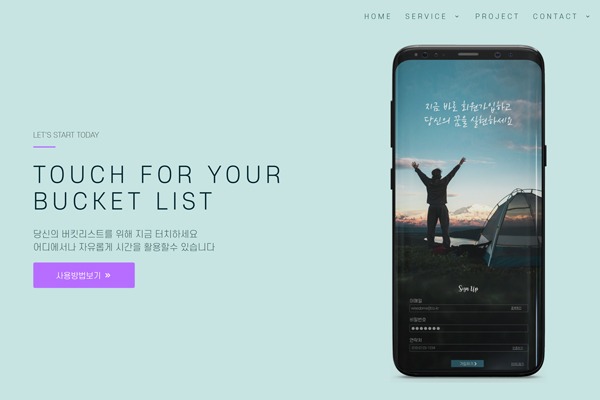 HOME SERVICE PROJECT CONTACT
LET'S START TODAY
TOUCH FOR YOUR
BUCKET LIST
당신의 버킷리스트를 위해 지금 터치하세요
어디에서나 자유롭게 시간을 활용할수 있습니다
사용방법보기 »
지금 바로 회원가입하고
당신의 꿈을 실현하세요
Sign Up
이메일
비밀번호
연락처